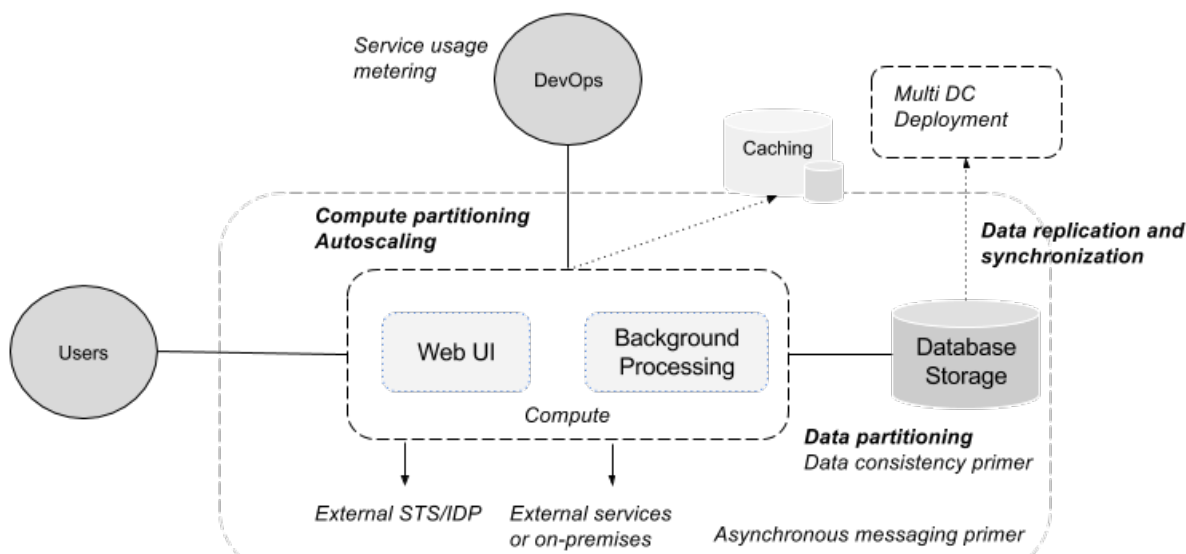 Service usage
metering
DevOps
Multi DC
Deployment
Caching
Compute partitioning
Autoscaling
Data replication and
synchronization
Users
Web UI
Background
Processing
Database
Storage
Compute
Data partitioning
Data consistency primer
External STS/IDP
External services
or on-premises
Asynchronous messaging primer